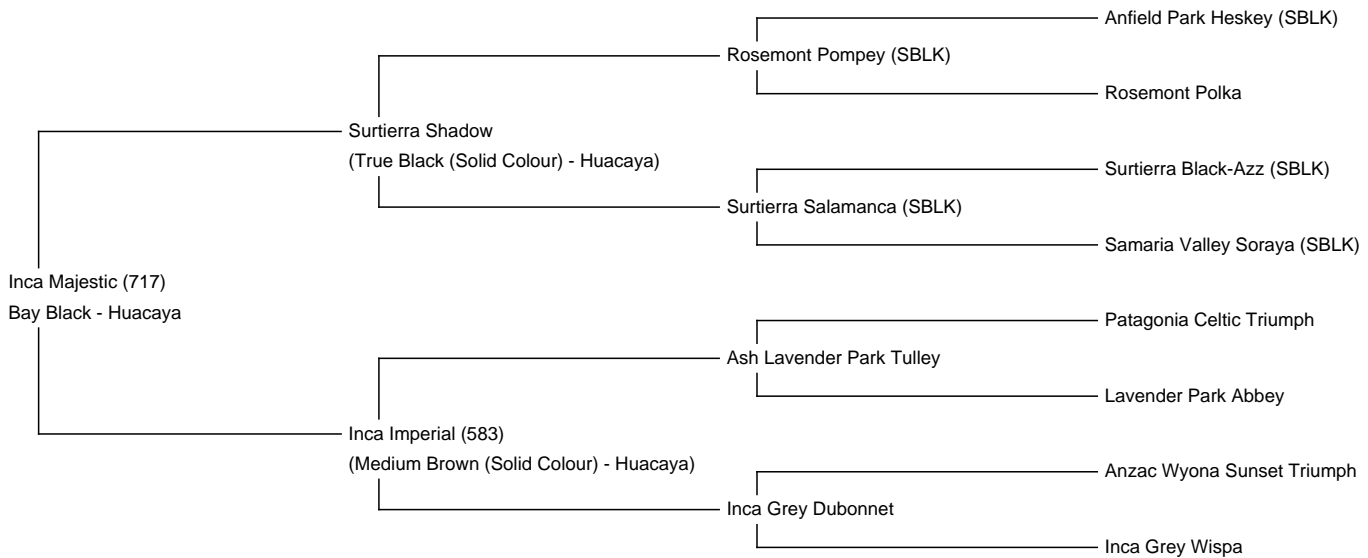 Anfield Park Heskey (SBLK)
Rosemont Pompey (SBLK)
Rosemont Polka
Surtierra Shadow
(True Black (Solid Colour) - Huacaya)
Surtierra Black-Azz (SBLK)
Surtierra Salamanca (SBLK)
Samaria Valley Soraya (SBLK)
Inca Majestic (717)
Bay Black - Huacaya
Patagonia Celtic Triumph
Ash Lavender Park Tulley
Lavender Park Abbey
Inca Imperial (583)
(Medium Brown (Solid Colour) - Huacaya)
Anzac Wyona Sunset Triumph
Inca Grey Dubonnet
Inca Grey Wispa